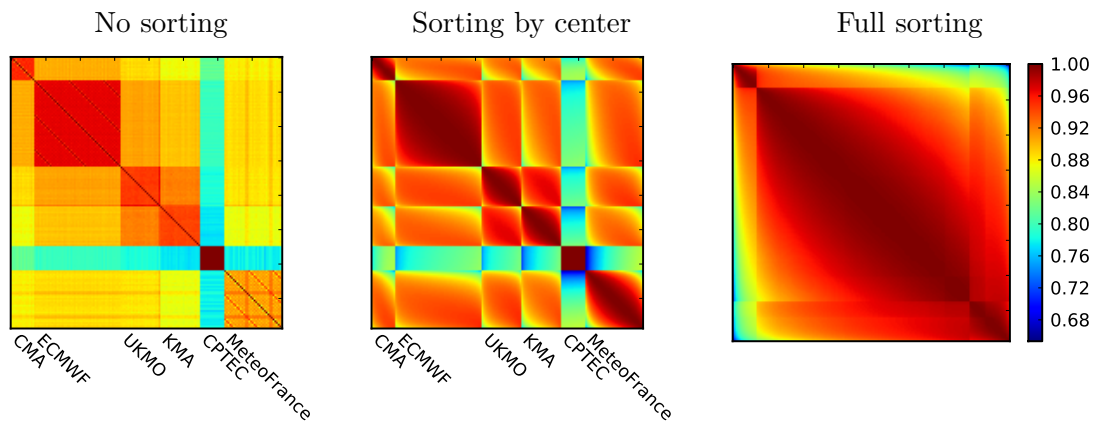 No sorting
Sorting by center
Full sorting
CMA
ECMWF
UKMO
KMA
CPTEC
MeteoFrance
CMA
ECMWF
UKMO
KMA
CPTEC
MeteoFrance
1.00
0.96
0.92
0.88
0.84
0.80
0.76
0.72
0.68